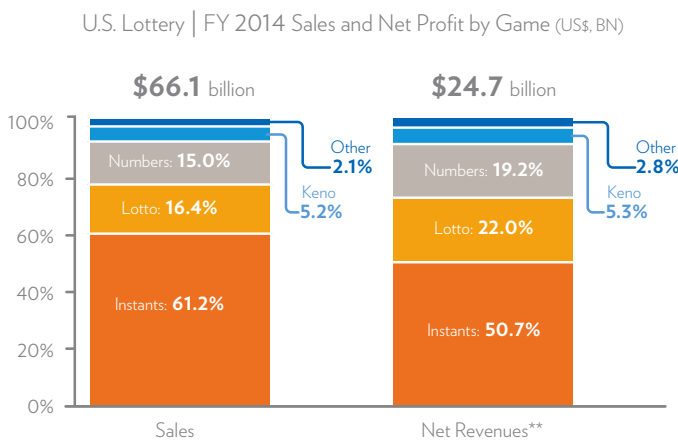 U.S. Lottery | FY 2014 Sales and Net Profit by Game (US$, BN)
$66.1 billion
$24.7 billion
100%
80%
60%
40%
20%
0%
Other
2.1%
Keno
5.2%
Numbers: 15.0%
Lotto: 16.4%
Instants: 61.2%
Other
2.8%
Keno
5.3%
Numbers: 19.2%
Lotto: 22.0%
Instants: 50.7%
Sales
Net Revenues**